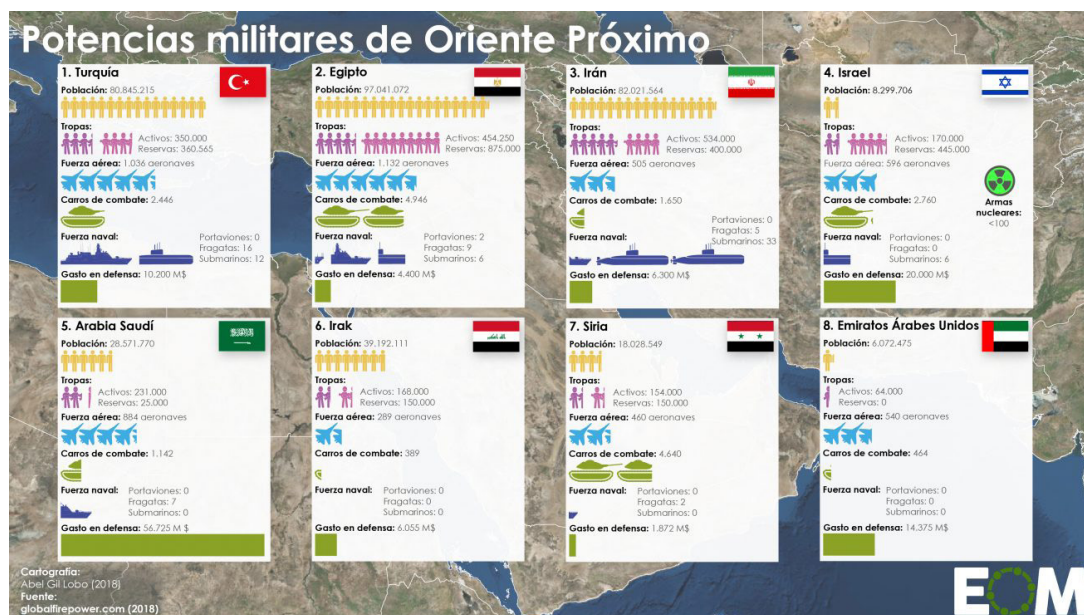 Potencias militares de Oriente Próximo
1. Turquía
Población: 80.845.215
Tropas:
Activos: 350.000
Reservas: 360.565
Fuerza aérea: 1.036 aeronaves
Carros de combate: 2.446
Fuerza naval:
Portaviones: 0
Fragatas: 16
Submarinos: 12
Gasto en defensa: 10.200 M$
2. Egipto
Población: 97.041.072
Tropas:
Activos: 454.250
Reservas: 875.000
Fuerza aérea: 1.132 aeronaves
Carros de combate: 4.946
Fuerza naval:
Portaviones: 2
Fragatas: 9
Submarinos: 6
Gasto en defensa: 4.400 M$
3. Irán
Población: 82.021.564
Tropas:
Activos: 534.000
Reservas: 400.000
Fuerza aérea: 505 aeronaves
Carros de combate: 1.650
Fuerza naval:
Portaviones: 0
Fragatas: 5
Submarinos: 33
Gasto en defensa: 6.300 M$
4. Israel
Población: 8.299.706
Tropas:
Activos: 170.000
Reservas: 445.000
Fuerza aérea: 596 aeronaves
Carros de combate: 2.760
Armas
nucleares:
<100
Fuerza naval:
Portaviones: 0
Fragatas: 0
Submarinos: 6
Gasto en defensa: 20.000 M$
5. Arabia Saudí
Población: 28.571.770
Tropas:
Activos: 231.000
Reservas: 25.000
Fuerza aérea: 884 aeronaves
Carros de combate: 1.142
Fuerza naval:
Portaviones: 0
Fragatas: 7
Submarinos: 0
Gasto en defensa: 56.725 M $
6. Irak
Población: 39.192.111
Tropas:
Activos: 168.000
Reservas: 150.000
Fuerza aérea: 289 aeronaves
Carros de combate: 389
Fuerza naval:
Portaviones: 0
Fragatas: 0
Submarinos: 0
Gasto en defensa: 6.055 M$
7. Siria
Población: 18.028.549
Tropas:
Activos: 154.000
Reservas: 150.000
Fuerza aérea: 460 aeronaves
Carros de combate: 4.640
Fuerza naval:
Portaviones: 0
Fragatas: 2
Submarinos: 0
Gasto en defensa: 1.872 M$
8. Emiratos Árabes Unidos
Población: 6.072.475
Tropas:
Activos: 64.000
Reservas: 0
Fuerza aérea: 540 aeronaves
Carros de combate: 464
Fuerza naval:
Portaviones: 0
Fragatas: 0
Submarinos: 0
Gasto en defensa: 14.375 M$
Cartografía:
Abel Gil Lobo (2018)
Fuente:
globalfirepower.com (2018)
EOM